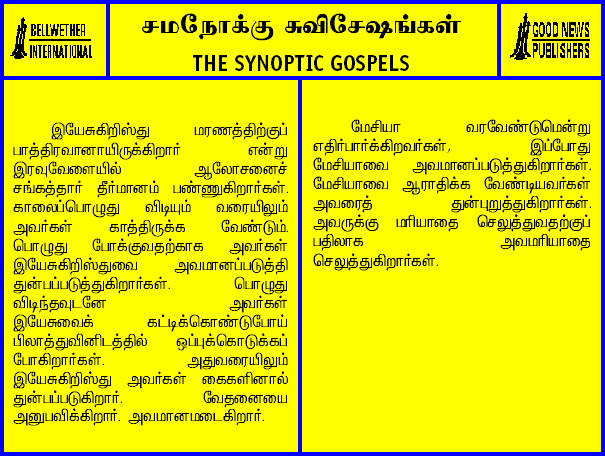 BELLWETHER
INTERNATIONAL
சமநோக்கு சுவிசேஷங்கள்
THE SYNOPTIC GOSPELS
GOOD NEWS
PUBLISHERS
இயேசுகிறிஸ்து மரணத்திற்குப்
பாத்திரவானாயிருக்கிறார் என்று
இரவுவேளையில் ஆலோசனைச்
சங்கத்தார் தீர்மானம் பண்ணுகிறார்கள்.
காலைப்பொழுது விடியும் வரையிலும்
அவர்கள் காத்திருக்க வேண்டும்.
பொழுது போக்குவதற்காக அவர்கள்
இயேசுகிறிஸ்துவை அவமானப்படுத்தி
துன்பப்படுத்துகிறார்கள். பொழுது
விடிந்தவுடனே அவர்கள்
இயேசுவைக் கட்டிக்கொண்டுபோய்
பிலாத்துவினிடத்தில் ஒப்புக்கொடுக்கப்
போகிறார்கள். அதுவரையிலும்
இயேசுகிறிஸ்து அவர்கள் கைகளினால்
துன்பப்படுகிறார். வேதனையை
அனுபவிக்கிறார். அவமானமடைகிறார்.
மேசியா வரவேண்டுமென்று
எதிர்பார்க்கிறவர்கள், இப்போது
மேசியாவை அவமானப்படுத்துகிறார்கள்.
மேசியாவை ஆராதிக்க வேண்டியவர்கள்
அவரைத் துன்புறுத்துகிறார்கள்.
அவருக்கு மரியாதை செலுத்துவதற்குப்
பதிலாக அவமரியாதை
செலுத்துகிறார்கள்.